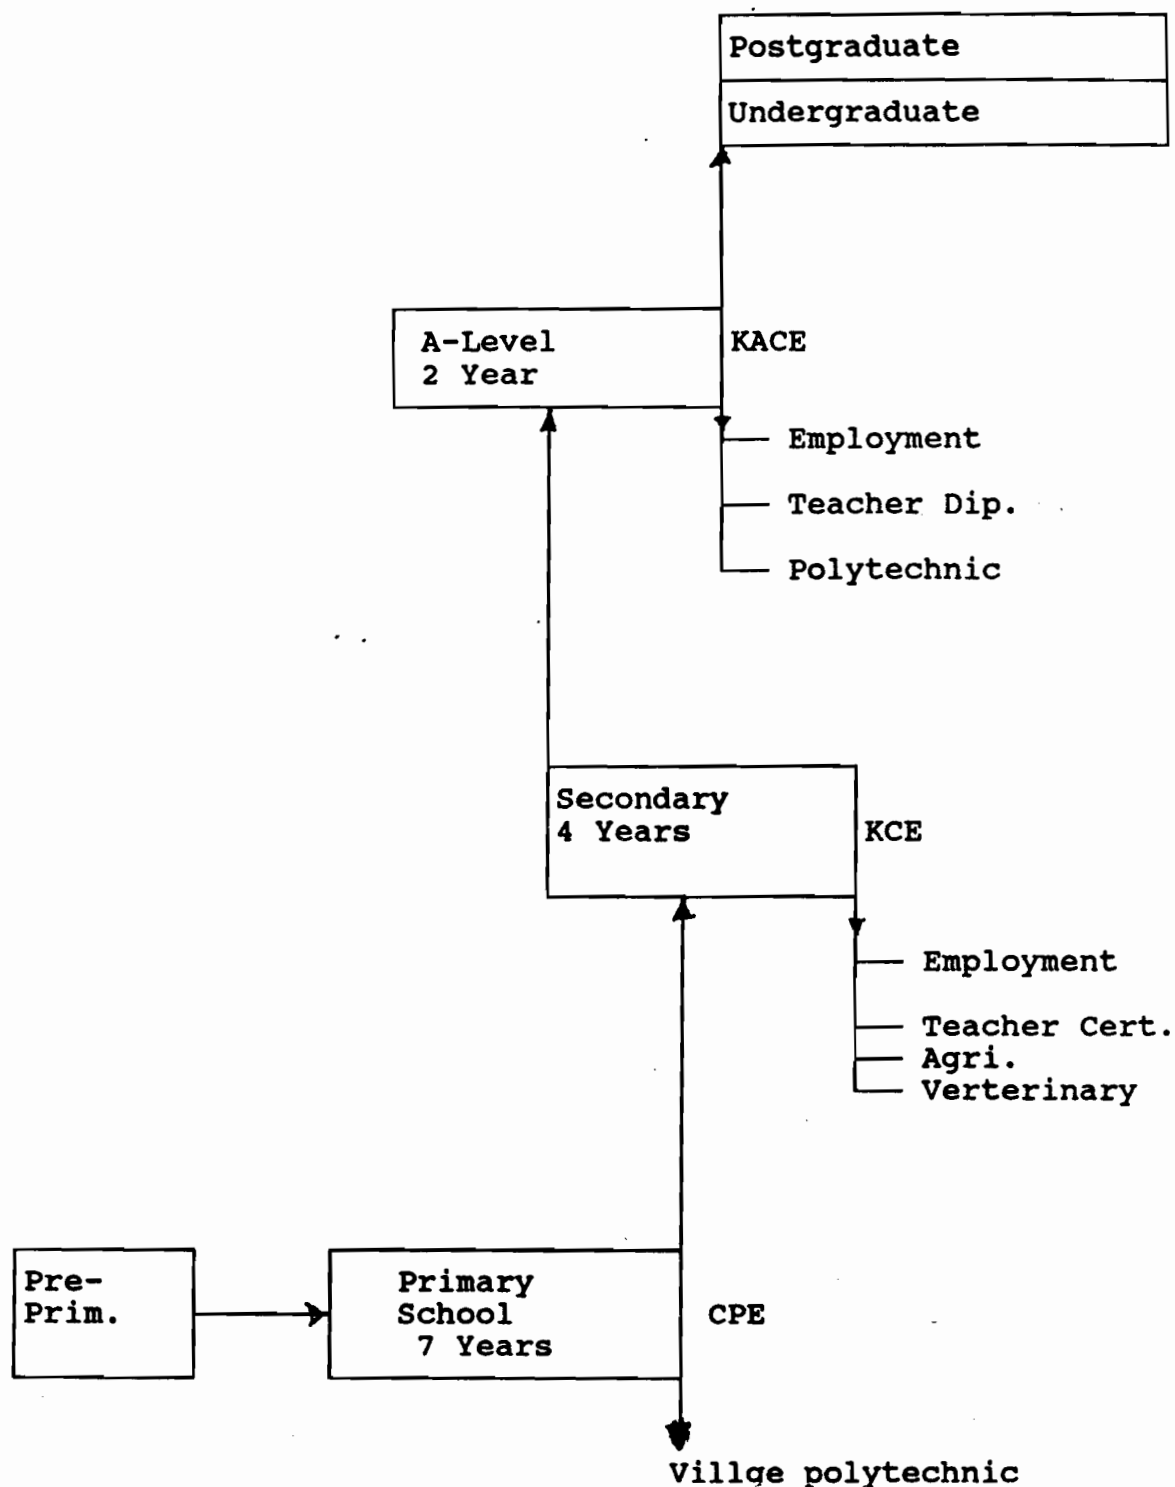 Postgraduate
Undergraduate
A-Level
2 Year
KACE
Employment
Teacher Dip.
Polytechnic
Secondary
4 Years
KCE
Employment
Teacher Cert.
Agri.
Verterinary
Pre-
Prim.
Primary
School
7 Years
CPE
Villge polytechnic